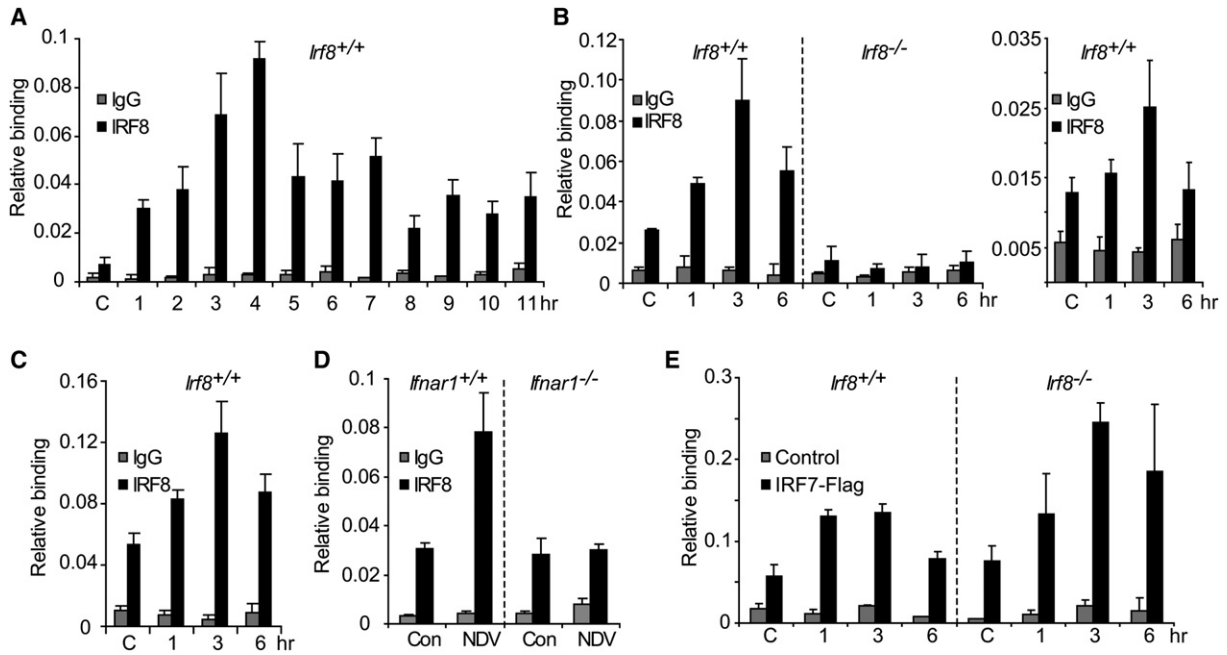 A
Irf8+/+
Relative binding
0.1
0.08
0.06
0.04
0.02
0
IgG
IRF8
C 1 2 3 4 5 6 7 8 9 10 11 hr
B
Irf8+/+ Irf8-/-
Relative binding
0.12
0.10
0.08
0.06
0.04
0.02
0
IgG
IRF8
C 1 3 6 C 1 3 6 hr
Irf8+/+
0.035
0.025
0.015
0.005
IgG
IRF8
C 1 3 6 hr
C
Irf8+/+
Relative binding
0.16
0.12
0.08
0.04
0
IgG
IRF8
C 1 3 6 hr
D
Ifnar1+/+ Ifnar1-/-
Relative binding
0.1
0.08
0.06
0.04
0.02
0
IgG
IRF8
Con NDV Con NDV
E
Irf8+/+ Irf8-/-
Relative binding
0.3
0.2
0.1
0
Control
IRF7-Flag
C 1 3 6 C 1 3 6 hr